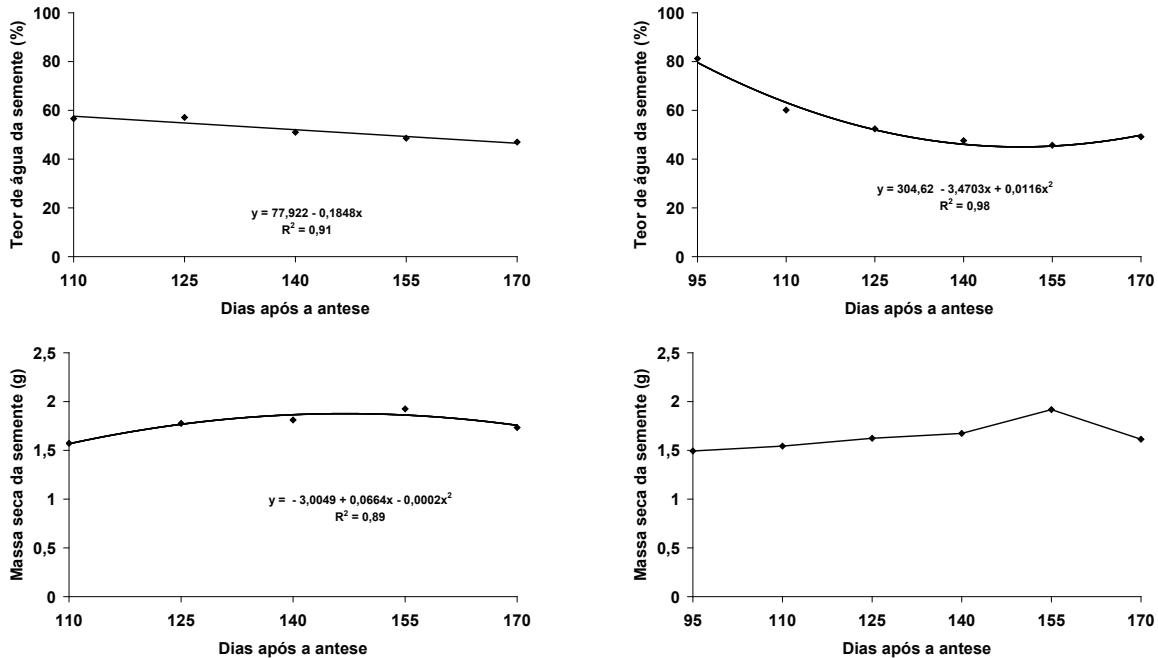 Teor de água da semente (%)
100
80
60
40
20
0
110 125 140 155 170
Dias após a antese
y = 77,922 - 0,1848x
R² = 0,91
Teor de água da semente (%)
100
80
60
40
20
0
95 110 125 140 155 170
Dias após a antese
y = 304,62 - 3,4703x + 0,0116x²
R² = 0,98
Massa seca da semente (g)
2,5
2
1,5
1
0,5
0
110 125 140 155 170
Dias após a antese
y = - 3,0049 + 0,0664x - 0,0002x²
R² = 0,89
Massa seca da semente (g)
2,5
2
1,5
1
0,5
0
95 110 125 140 155 170
Dias após a antese